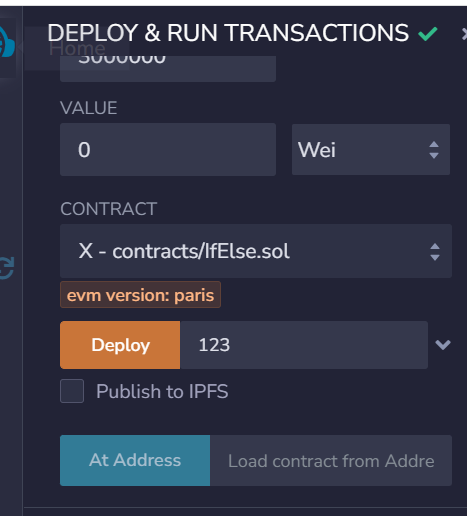 DEPLOY & RUN TRANSACTIONS
Home
3000000
VALUE
0 Wei
CONTRACT
X - contracts/IfElse.sol
evm version: paris
Deploy 123
Publish to IPFS
At Address Load contract from Addre